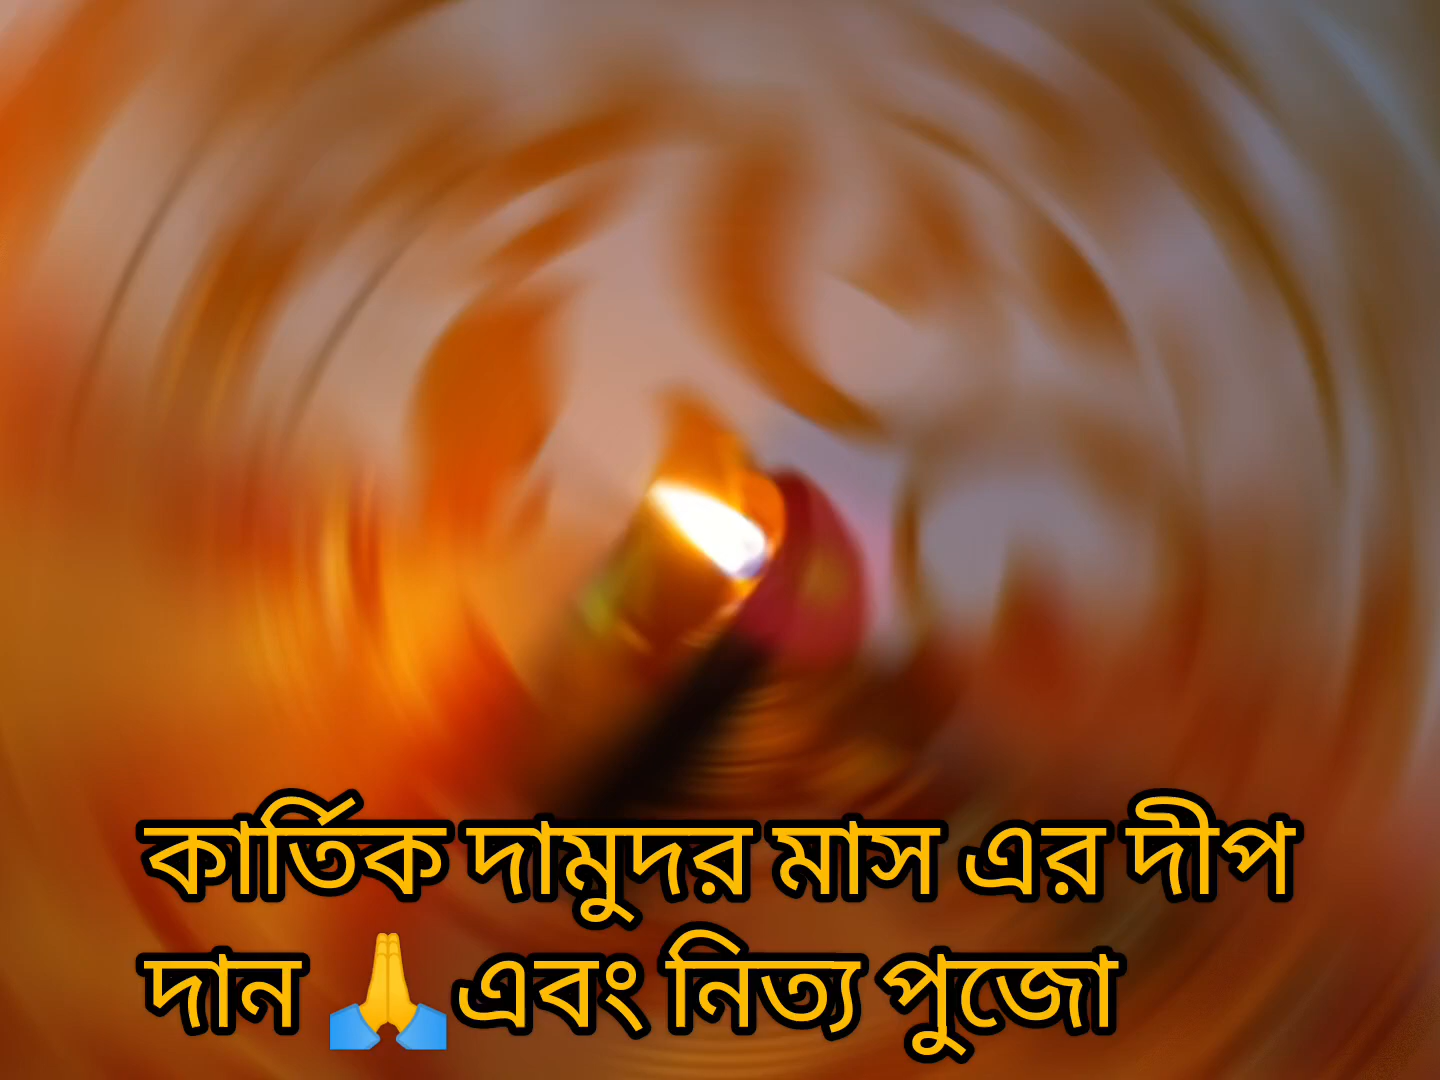 কার্তিক দামুদর মাস এর দীপ
দান 🙏এবং নিত্য পুজো